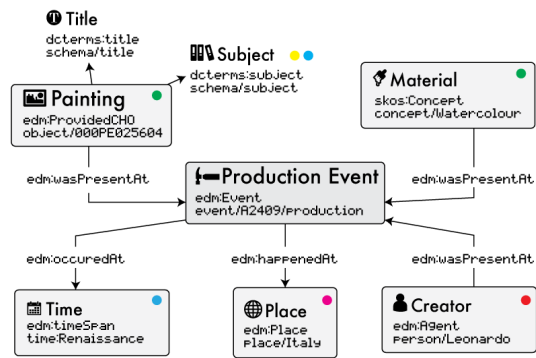 Title
dcterms:title
schema/title
Subject
dcterms:subject
schema/subject
Painting
edm:ProvidedCHO
object/000PE025604
Material
skos:Concept
concept/Watercolour
edm:wasPresentAt
edm:wasPresentAt
Production Event
edm:Event
event/A2409/production
edm:occuredAt
edm:happenedAt
edm:wasPresentAt
Time
edm:timeSpan
time:Renaissance
Place
edm:Place
place/Italy
Creator
edm:Agent
person/Leonardo